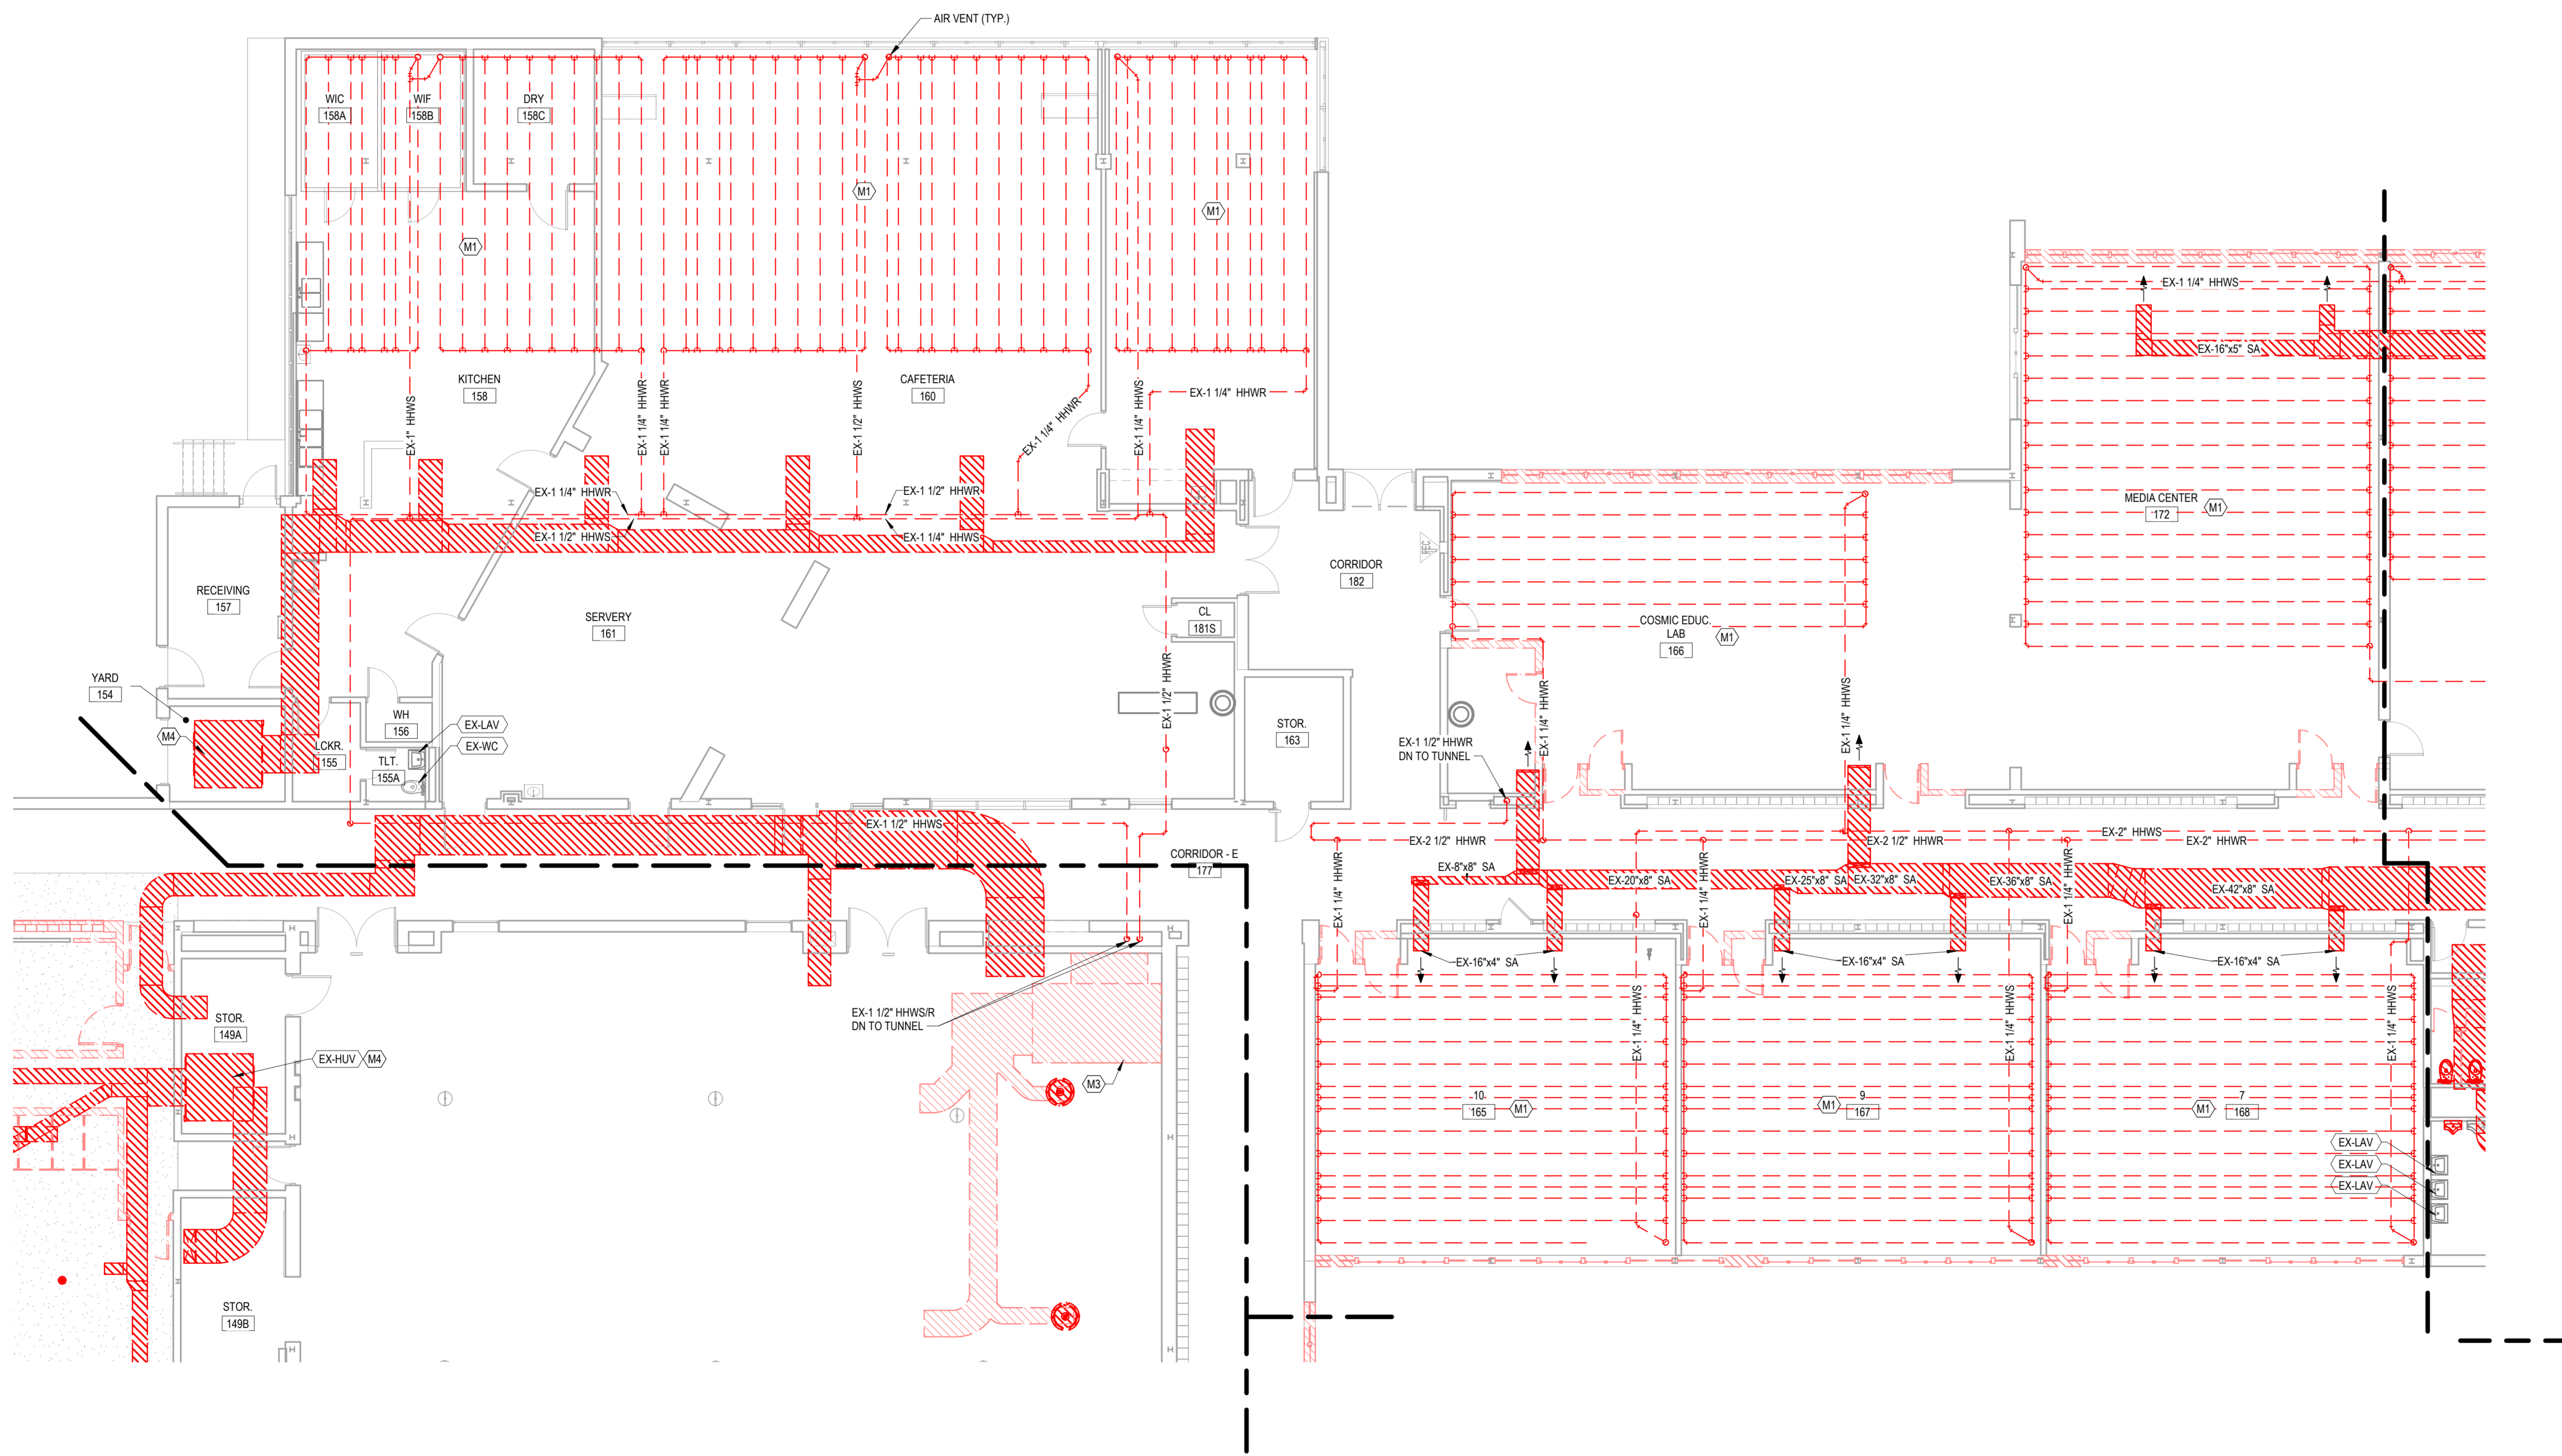 AIR VENT (TYP.)
WIC
158A
WIF
158B
DRY
158C
M1
M1
M1
EX-1 1/4" HHWS
EX-16"x5" SA
KITCHEN
158
CAFETERIA
160
EX-1" HHWS
EX-1 1/4" HHWR
EX-1 1/4" HHWR
EX-1 1/2" HHWS
EX-1 1/4" HHWR
EX-1 1/4" HHWS
EX-1 1/4" HHWR
EX-1 1/4" HHWR
EX-1 1/2" HHWS
EX-1 1/2" HHWR
EX-1 1/4" HHWS
MEDIA CENTER
172
M1
RECEIVING
157
SERVERY
161
CL
181S
CORRIDOR
182
FEC
COSMIC EDUC.
LAB
166
M1
YARD
154
M4
LCKR.
155
WH
156
TLT.
155A
EX-LAV
EX-WC
EX-1 1/2" HHWR
STOR.
163
EX-1 1/2" HHWR
DN TO TUNNEL
EX-1 1/4" HHWR
EX-1 1/4" HHWS
EX-1 1/2" HHWS
CORRIDOR - E
177
EX-2 1/2" HHWR
EX-2 1/2" HHWR
EX-2" HHWS
EX-2" HHWR
EX-8"x8" SA
EX-20"x8" SA
EX-25"x8" SA
EX-32"x8" SA
EX-36"x8" SA
EX-42"x8" SA
EX-1 1/4" HHWR
EX-1 1/4" HHWR
EX-1 1/4" HHWR
EX-16"x4" SA
EX-16"x4" SA
EX-16"x4" SA
EX-1 1/2" HHWS/R
DN TO TUNNEL
EX-1 1/4" HHWS
EX-1 1/4" HHWS
EX-1 1/4" HHWS
STOR.
149A
EX-HUV
M4
M3
10
165
M1
M1
9
167
M1
7
168
EX-LAV
EX-LAV
EX-LAV
STOR.
149B